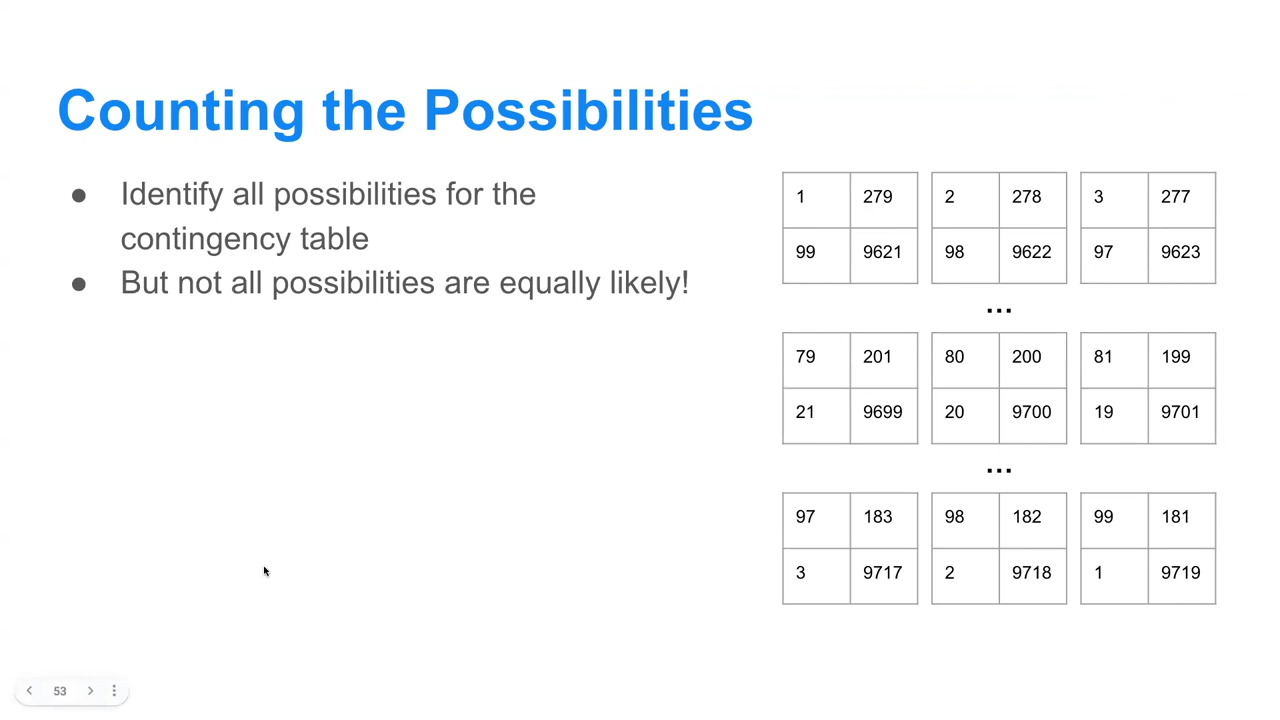 Counting the Possibilities
● Identify all possibilities for the
contingency table
● But not all possibilities are equally likely!
1 279 2 278 3 277
99 9621 98 9622 97 9623
...
79 201 80 200 81 199
21 9699 20 9700 19 9701
...
97 183 98 182 99 181
3 9717 2 9718 1 9719
53